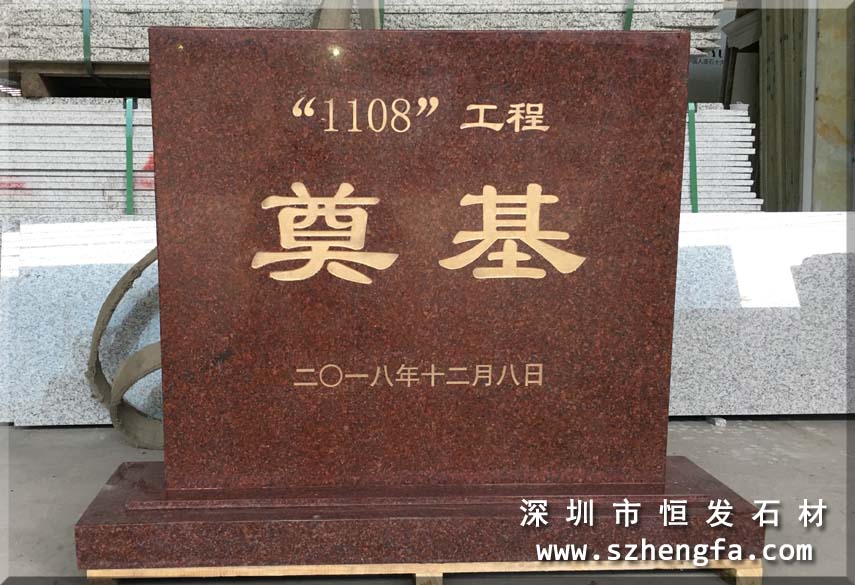 “1108”工程
奠基
二〇一八年十二月八日
深圳市恒发石材
www.szhengfa.com